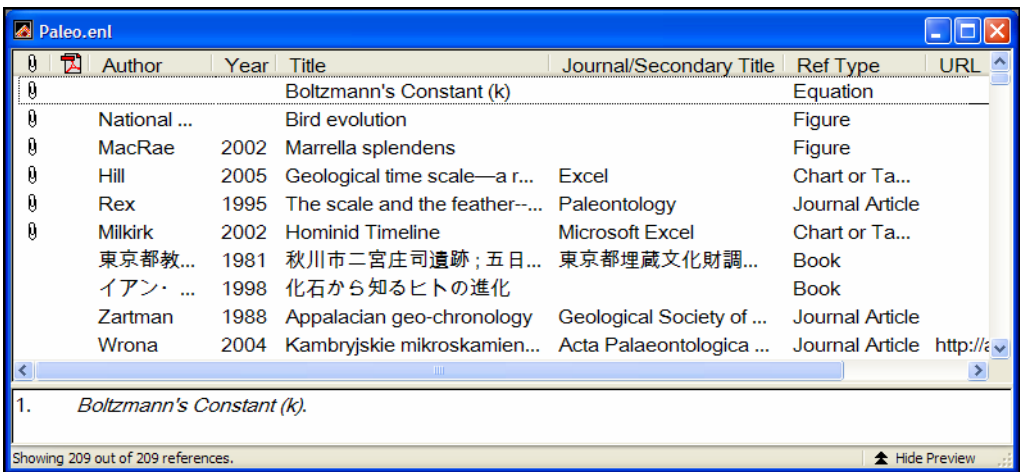 Paleo.enl
Author Year Title Journal/Secondary Title Ref Type URL
Boltzmann's Constant (k) Equation
National ... Bird evolution Figure
MacRae 2002 Marrella splendens Figure
Hill 2005 Geological time scale—a r... Excel Chart or Ta...
Rex 1995 The scale and the feather--... Paleontology Journal Article
Milkirk 2002 Hominid Timeline Microsoft Excel Chart or Ta...
東京都教... 1981 秋川市二宮庄司遺跡 ; 五日... 東京都埋蔵文化財調... Book
イアン・ ... 1998 化石から知るヒトの進化 Book
Zartman 1988 Appalacian geo-chronology Geological Society of ... Journal Article
Wrona 2004 Kambryjskie mikroskamien... Acta Palaeontologica ... Journal Article http://a
1. Boltzmann's Constant (k).
Showing 209 out of 209 references. Hide Preview